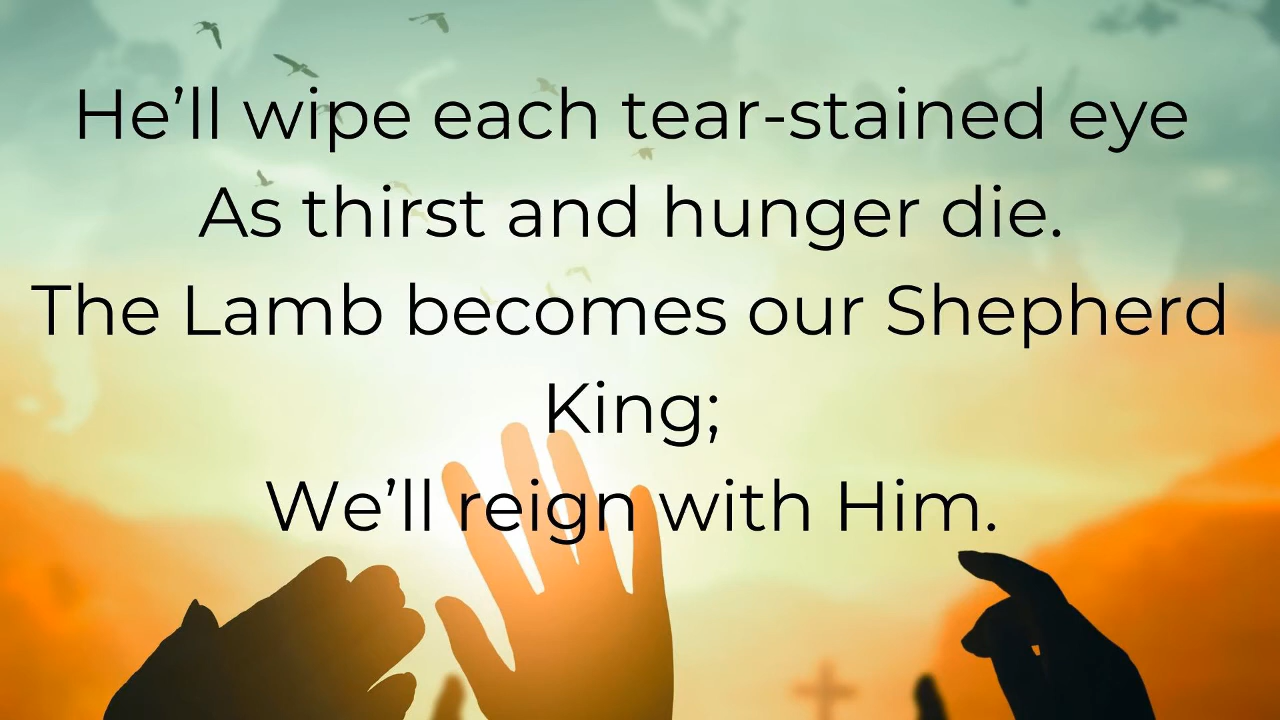 He’ll wipe each tear-stained eye
As thirst and hunger die.
The Lamb becomes our Shepherd
King;
We’ll reign with Him.